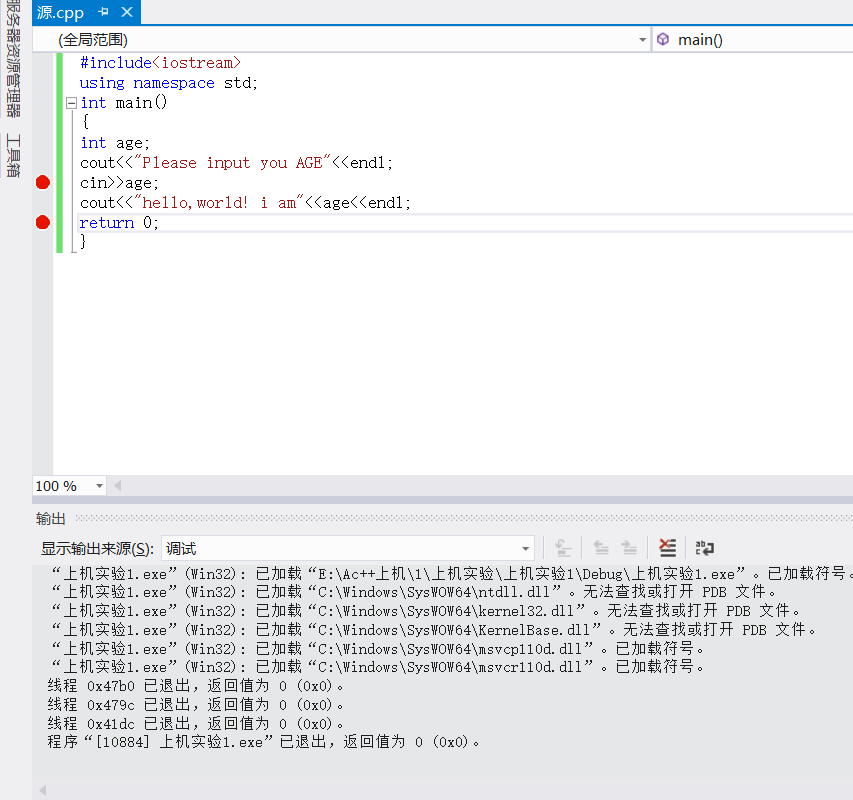 服务器资源管理器
工具箱
源.cpp
(全局范围)
main()
#include<iostream>
using namespace std;
int main()
{
int age;
cout<<"Please input you AGE"<<endl;
cin>>age;
cout<<"hello,world! i am"<<age<<endl;
return 0;
}
100 %
输出
显示输出来源(S): 调试
“上机实验1.exe”(Win32): 已加载“E:\Ac++上机\1\上机实验\上机实验1\Debug\上机实验1.exe”。已加载符号。
“上机实验1.exe”(Win32): 已加载“C:\Windows\SysWOW64\ntdll.dll”。无法查找或打开 PDB 文件。
“上机实验1.exe”(Win32): 已加载“C:\Windows\SysWOW64\kernel32.dll”。无法查找或打开 PDB 文件。
“上机实验1.exe”(Win32): 已加载“C:\Windows\SysWOW64\KernelBase.dll”。无法查找或打开 PDB 文件。
“上机实验1.exe”(Win32): 已加载“C:\Windows\SysWOW64\msvcp110d.dll”。已加载符号。
“上机实验1.exe”(Win32): 已加载“C:\Windows\SysWOW64\msvcr110d.dll”。已加载符号。
线程 0x47b0 已退出，返回值为 0 (0x0)。
线程 0x479c 已退出，返回值为 0 (0x0)。
线程 0x41dc 已退出，返回值为 0 (0x0)。
程序“[10884] 上机实验1.exe”已退出，返回值为 0 (0x0)。